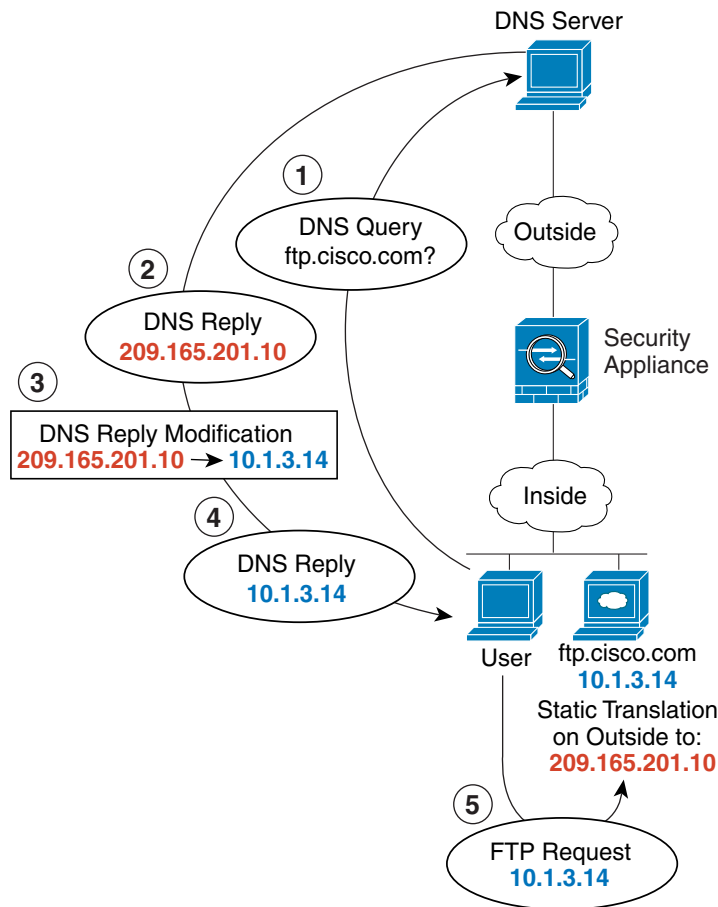 DNS Server
1
DNS Query
ftp.cisco.com?
Outside
2
DNS Reply
209.165.201.10
Security
Appliance
3
DNS Reply Modification
209.165.201.10 → 10.1.3.14
Inside
4
DNS Reply
10.1.3.14
User
ftp.cisco.com
10.1.3.14
Static Translation
on Outside to:
209.165.201.10
5
FTP Request
10.1.3.14